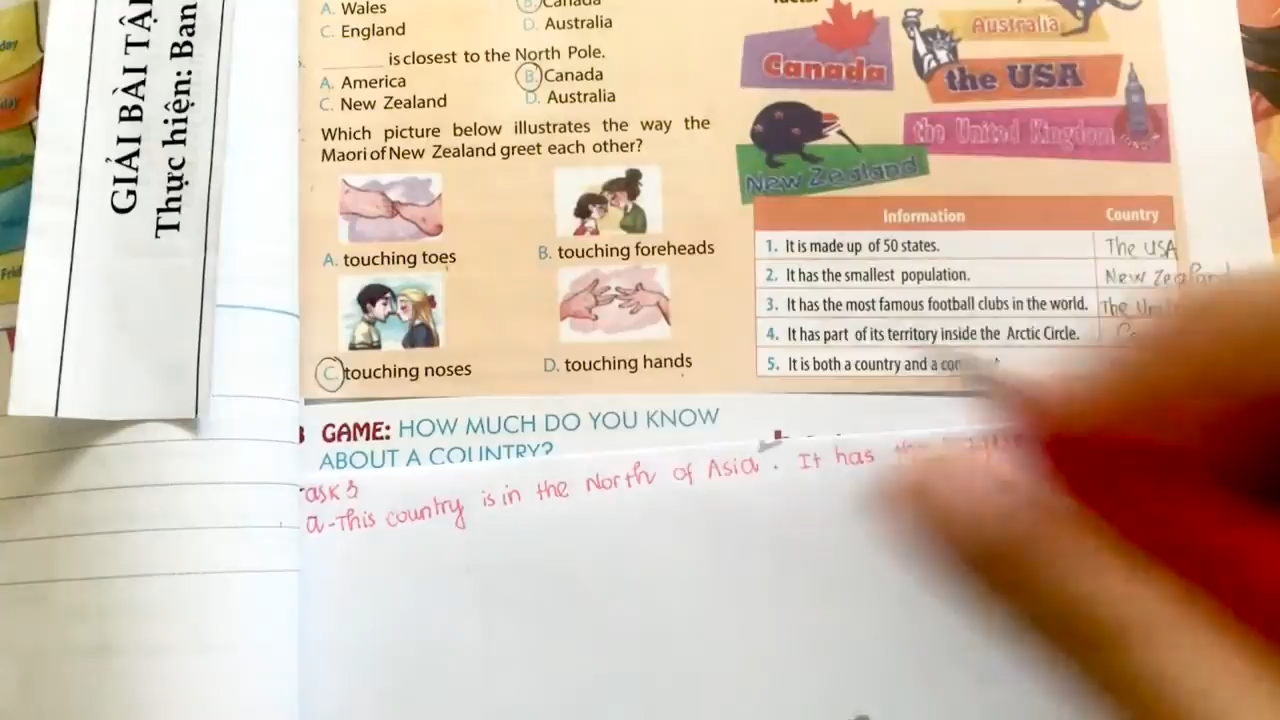 GIẢI BÀI TẬ
Thực hiện: Ban
A. Wales
B. Canada
C. England
D. Australia
is closest to the North Pole.
A. America
B. Canada
C. New Zealand
D. Australia
Which picture below illustrates the way the
Maori of New Zealand greet each other?
A. touching toes
B. touching foreheads
C. touching noses
D. touching hands
facts.
Australia
Canada
the USA
the United Kingdom
New Zealand
Information Country
1. It is made up of 50 states. The USA
2. It has the smallest population. New Zealand
3. It has the most famous football clubs in the world. The
4. It has part of its territory inside the Arctic Circle.
5. It is both a country and a
GAME: HOW MUCH DO YOU KNOW
ABOUT A COUNTRY?
ask 3
a-This country is in the North of Asia. It has